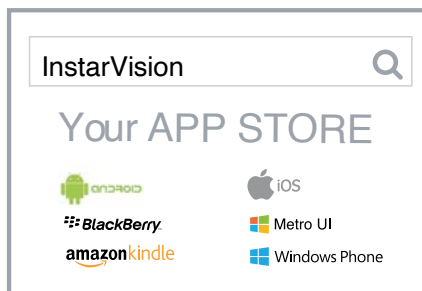 InstarVision
Your APP STORE
android iOS
BlackBerry. Metro UI
amazonkindle Windows Phone